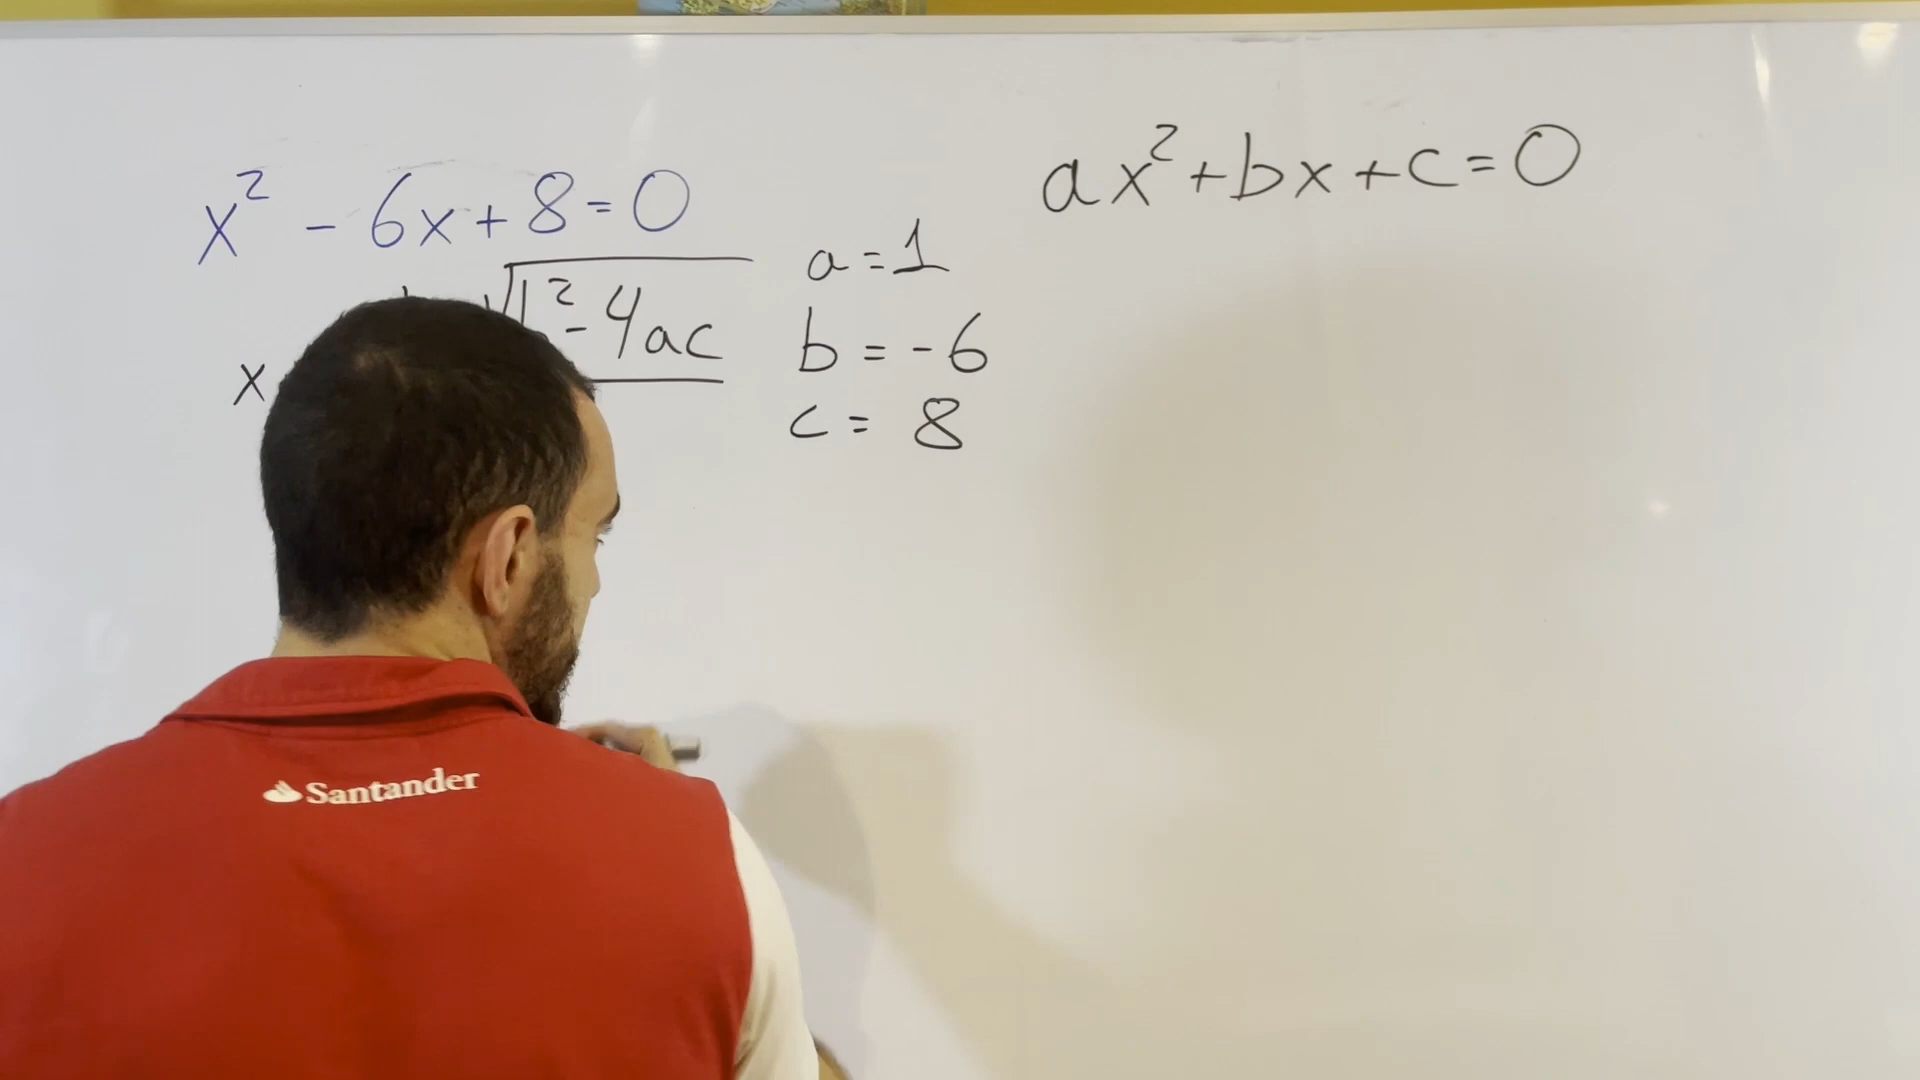 x² - 6x + 8 = 0
x √ ² - 4ac
a = 1
b = -6
c = 8
ax² + bx + c = 0
Santander